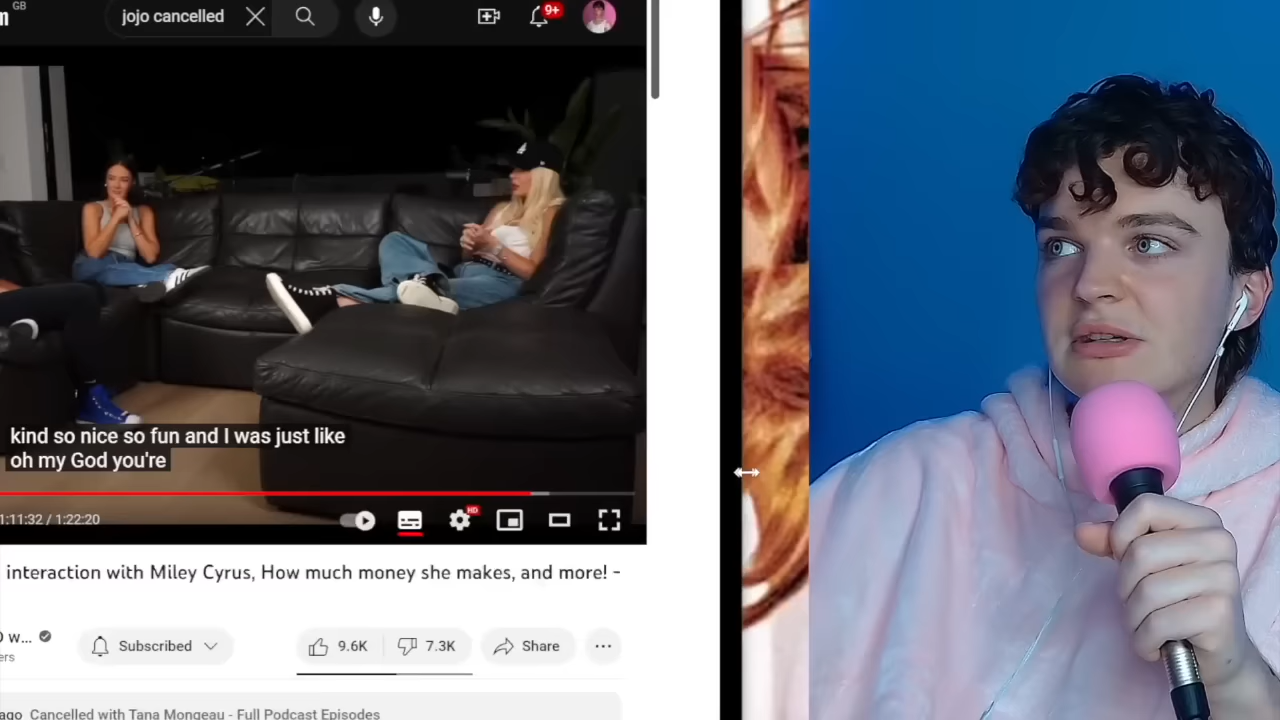 m GB
jojo cancelled
9+
kind so nice so fun and I was just like
oh my God you're
1:11:32 / 1:22:20
HD
interaction with Miley Cyrus, How much money she makes, and more! -
w...
Subscribed
9.6K
7.3K
Share
...
ers
ago Cancelled with Tana Mongeau - Full Podcast Episodes